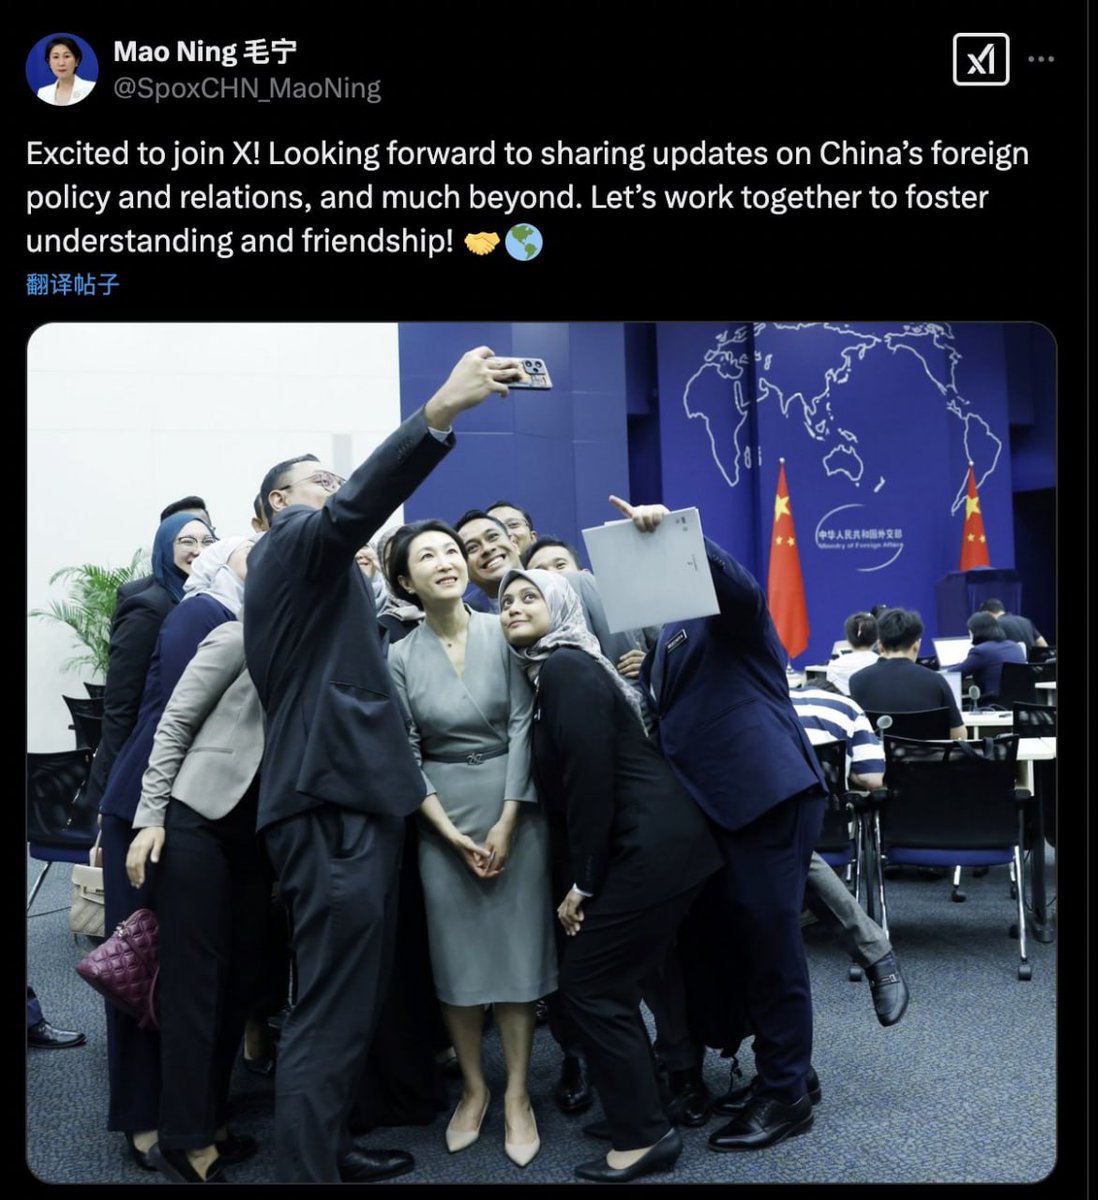 Mao Ning 毛宁
@SpoxCHN_MaoNing
Excited to join X! Looking forward to sharing updates on China’s foreign
policy and relations, and much beyond. Let’s work together to foster
understanding and friendship! 🤝🌎
翻译帖子
中华人民共和国外交部
Ministry of Foreign Affairs